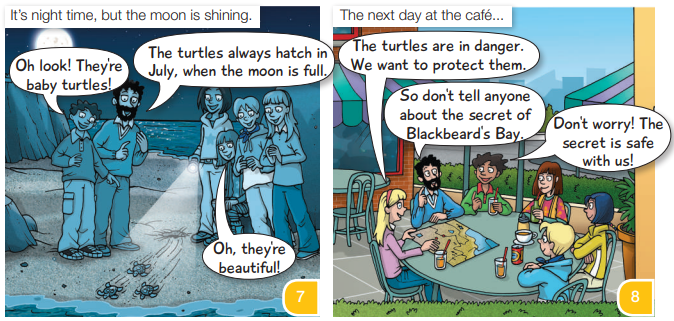 It's night time, but the moon is shining.
Oh look! They're
baby turtles!
The turtles always hatch in
July, when the moon is full.
Oh, they're
beautiful!
7
The next day at the café...
The turtles are in danger.
We want to protect them.
So don't tell anyone
about the secret of
Blackbeard's Bay.
Don't worry! The
secret is safe
with us!
8